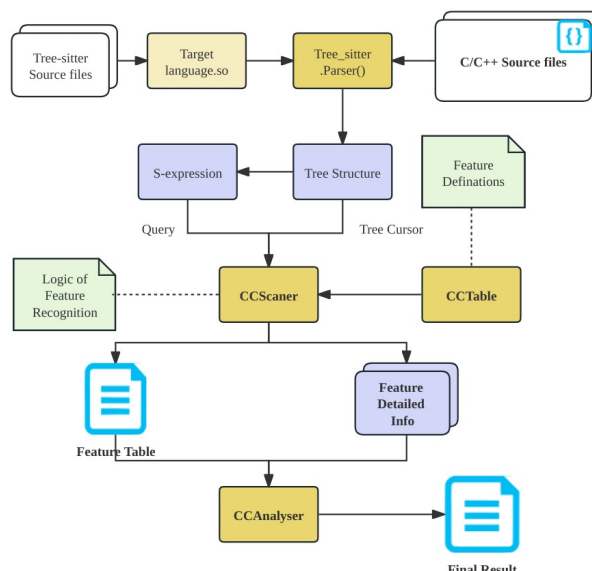 Tree-sitter
Source files
Target
language.so
Tree_sitter
.Parser()
{ }
C/C++ Source files
S-expression
Tree Structure
Feature
Definations
Query
Tree Cursor
Logic of
Feature
Recognition
CCScaner
CCTable
Feature
Detailed
Info
Feature Table
CCAnalyser
Final Result